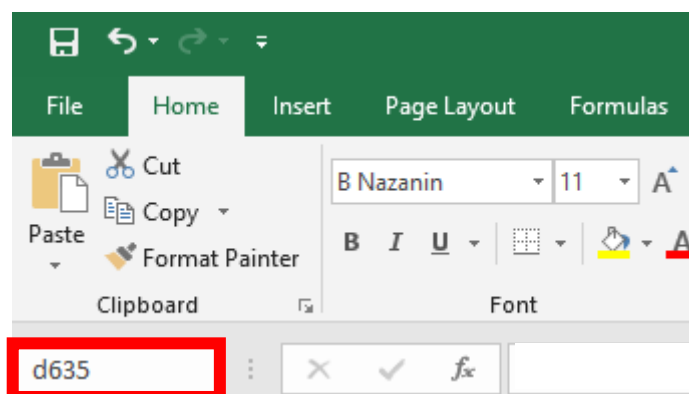 File Home Insert Page Layout Formulas
Cut
B Nazanin 11 A
Copy
Paste
B I U A
Format Painter
Clipboard Font
d635 fx